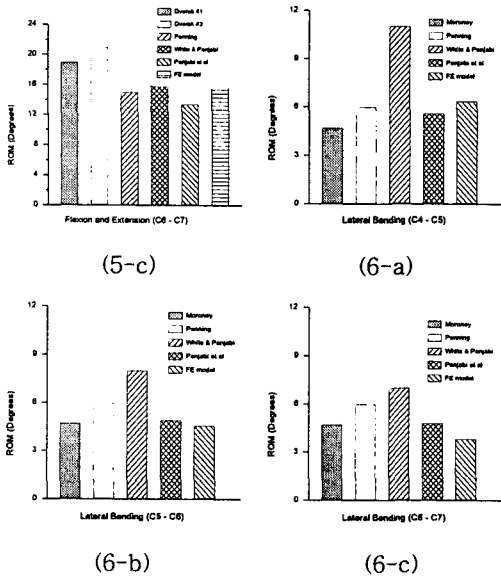 ROM (Degrees)
24
20
16
12
8
4
0
Dvorak #1
Dvorak #2
Penning
White & Panjabi
Panjabi et al
FE model
Flexion and Extension (C6 - C7)
(5-c)
ROM (Degrees)
12
9
6
3
0
Moroney
Penning
White & Panjabi
Panjabi et al
FE model
Lateral Bending (C4 - C5)
(6-a)
ROM (Degrees)
12
9
6
3
0
Moroney
Penning
White & Panjabi
Panjabi et al
FE model
Lateral Bending (C5 - C6)
(6-b)
ROM (Degrees)
12
9
6
3
0
Moroney
Penning
White & Panjabi
Panjabi et al
FE model
Lateral Bending (C6 - C7)
(6-c)